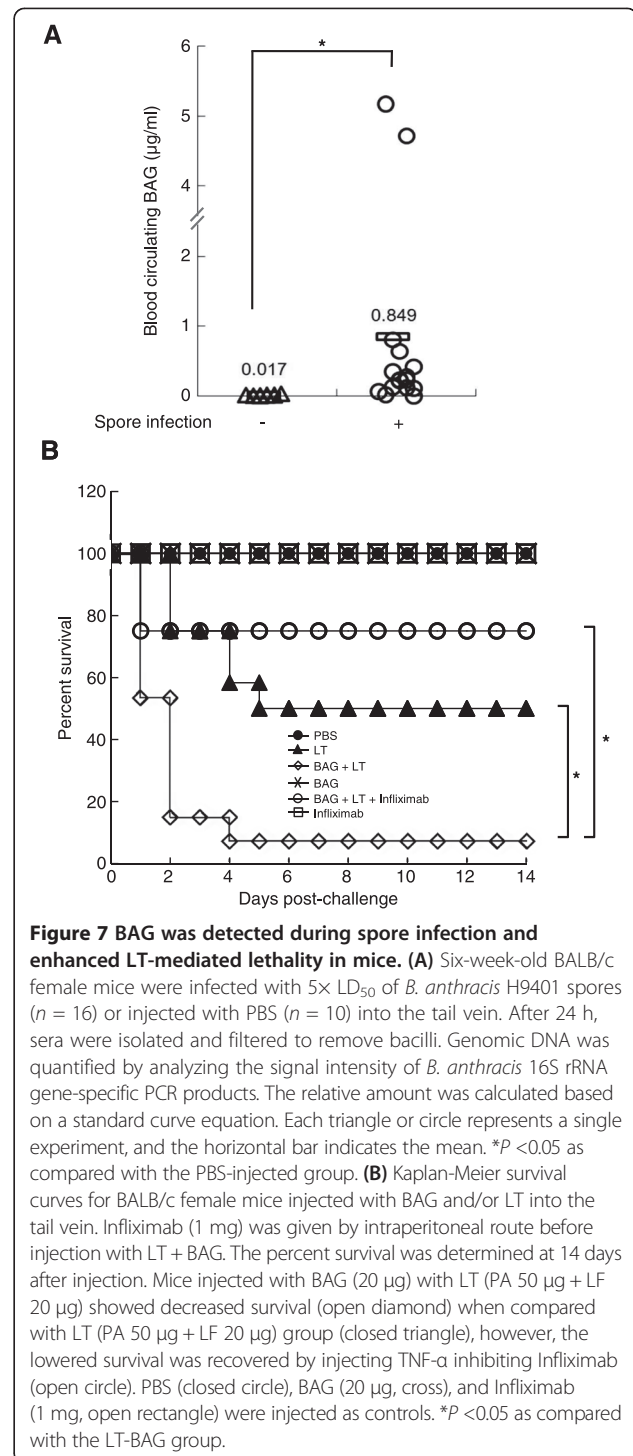 A
*
6
5
4
2
1
0
Blood circulating BAG (µg/ml)
0.017
0.849
Spore infection - +
B
120
100
80
60
40
20
0
Percent survival
PBS
LT
BAG + LT
BAG
BAG + LT + Infliximab
Infliximab
*
*
0 2 4 6 8 10 12 14
Days post-challenge
Figure 7 BAG was detected during spore infection and
enhanced LT-mediated lethality in mice. (A) Six-week-old BALB/c
female mice were infected with 5× LD50 of B. anthracis H9401 spores
(n = 16) or injected with PBS (n = 10) into the tail vein. After 24 h,
sera were isolated and filtered to remove bacilli. Genomic DNA was
quantified by analyzing the signal intensity of B. anthracis 16S rRNA
gene-specific PCR products. The relative amount was calculated based
on a standard curve equation. Each triangle or circle represents a single
experiment, and the horizontal bar indicates the mean. *P <0.05 as
compared with the PBS-injected group. (B) Kaplan-Meier survival
curves for BALB/c female mice injected with BAG and/or LT into the
tail vein. Infliximab (1 mg) was given by intraperitoneal route before
injection with LT + BAG. The percent survival was determined at 14 days
after injection. Mice injected with BAG (20 µg) with LT (PA 50 µg + LF
20 µg) showed decreased survival (open diamond) when compared
with LT (PA 50 µg + LF 20 µg) group (closed triangle), however, the
lowered survival was recovered by injecting TNF-α inhibiting Infliximab
(open circle). PBS (closed circle), BAG (20 µg, cross), and Infliximab
(1 mg, open rectangle) were injected as controls. *P <0.05 as compared
with the LT-BAG group.